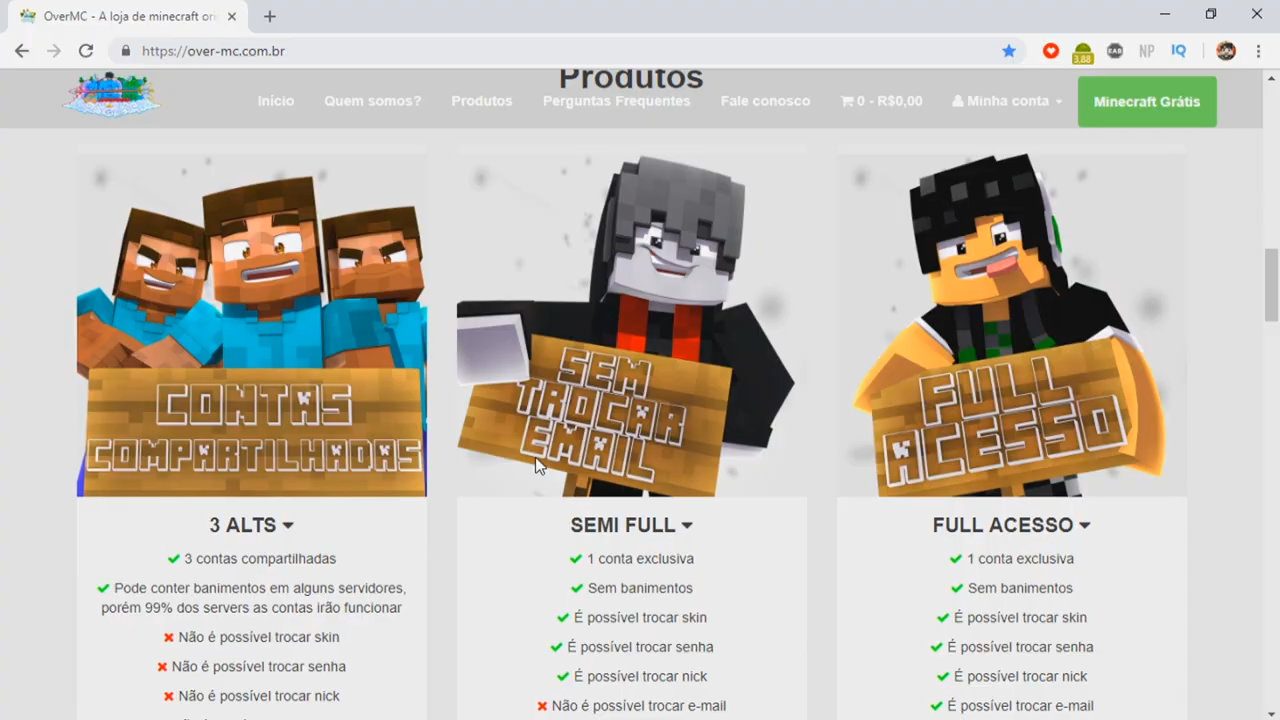 OverMC - A loja de minecraft ori
https://over-mc.com.br
3.88
EAB
NP
IQ
Produtos
Início Quem somos? Produtos Perguntas Frequentes Fale conosco 0 - R$0,00 Minha conta Minecraft Grátis
CONTAS
COMPARTILHADAS
SEM
TROCAR
EMAIL
FULL
ACESSO
3 ALTS
3 contas compartilhadas
Pode conter banimentos em alguns servidores,
porém 99% dos servers as contas irão funcionar
Não é possível trocar skin
Não é possível trocar senha
Não é possível trocar nick
SEMI FULL
1 conta exclusiva
Sem banimentos
É possível trocar skin
É possível trocar senha
É possível trocar nick
Não é possível trocar e-mail
FULL ACESSO
1 conta exclusiva
Sem banimentos
É possível trocar skin
É possível trocar senha
É possível trocar nick
É possível trocar e-mail